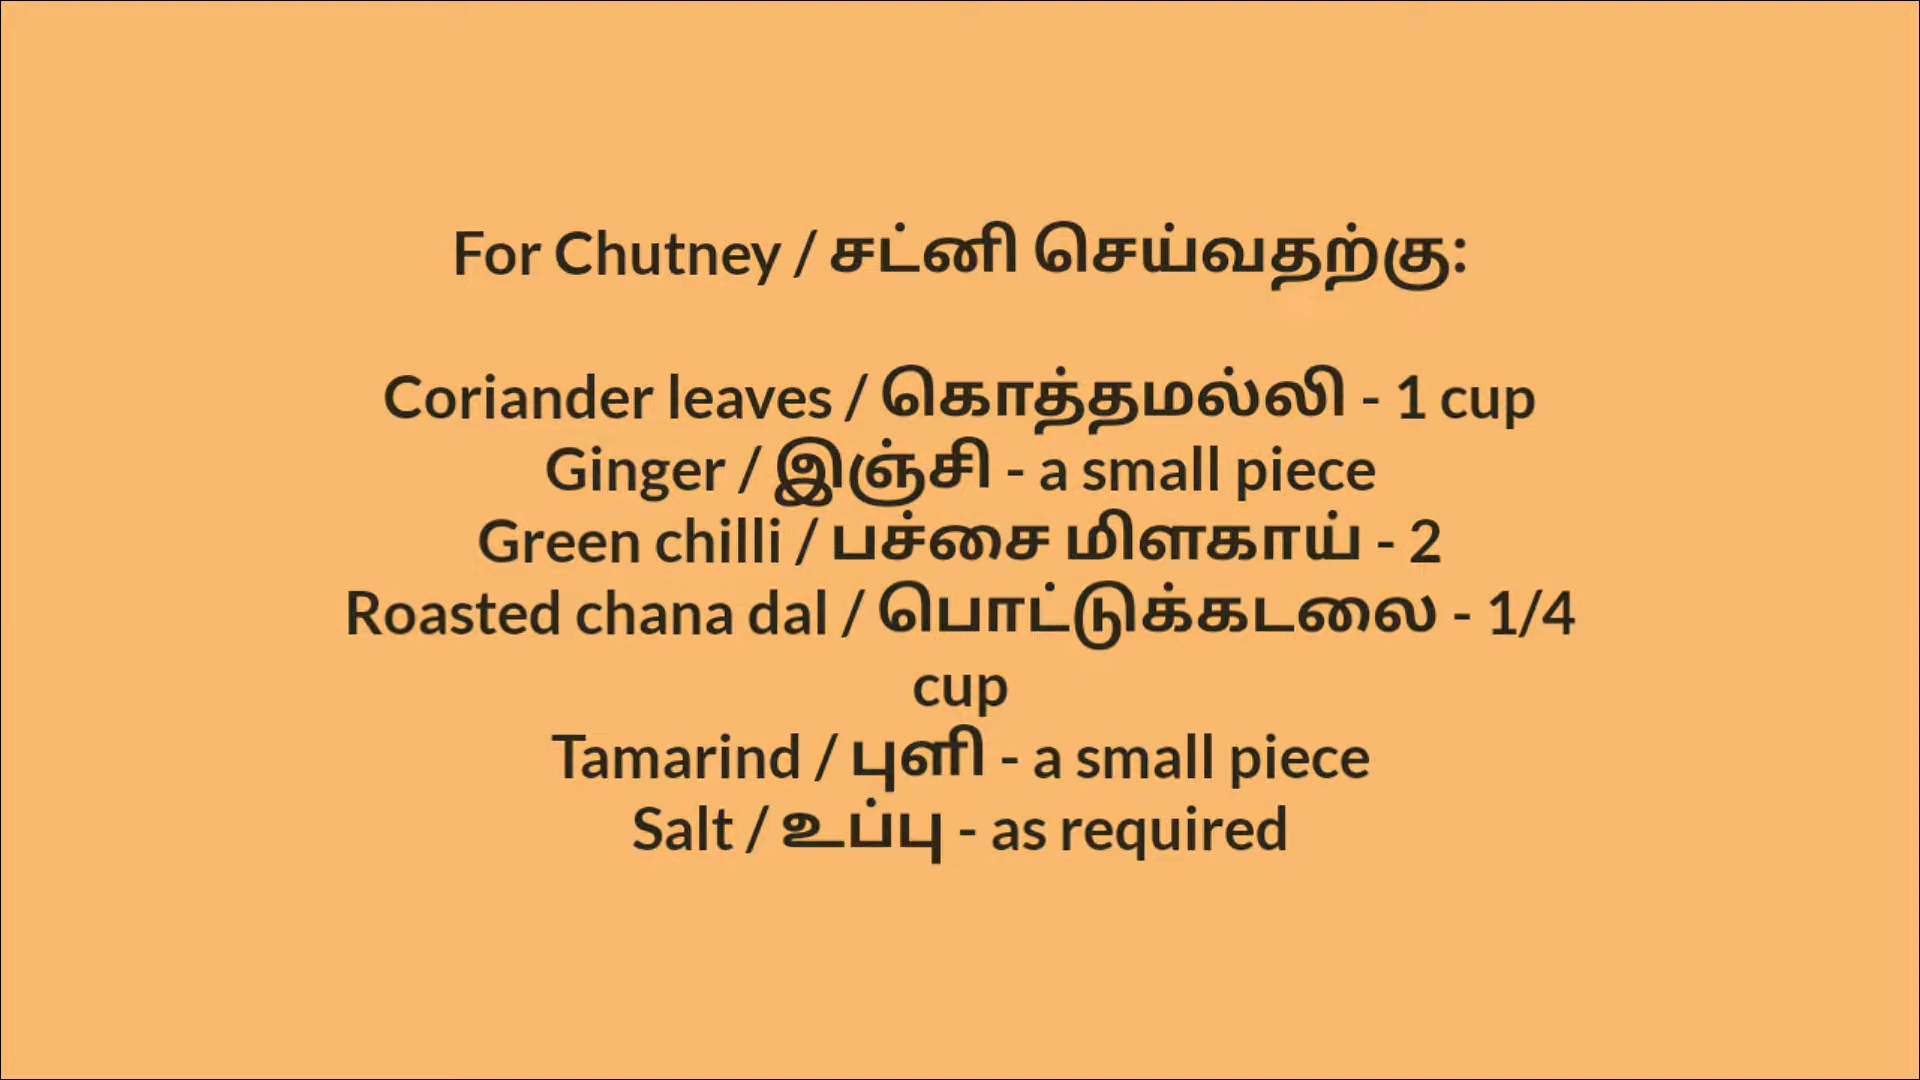 For Chutney / சட்னி செய்வதற்கு:
Coriander leaves / கொத்தமல்லி - 1 cup
Ginger / இஞ்சி - a small piece
Green chilli / பச்சை மிளகாய் - 2
Roasted chana dal / பொட்டுக்கடலை - 1/4
cup
Tamarind / புளி - a small piece
Salt / உப்பு - as required